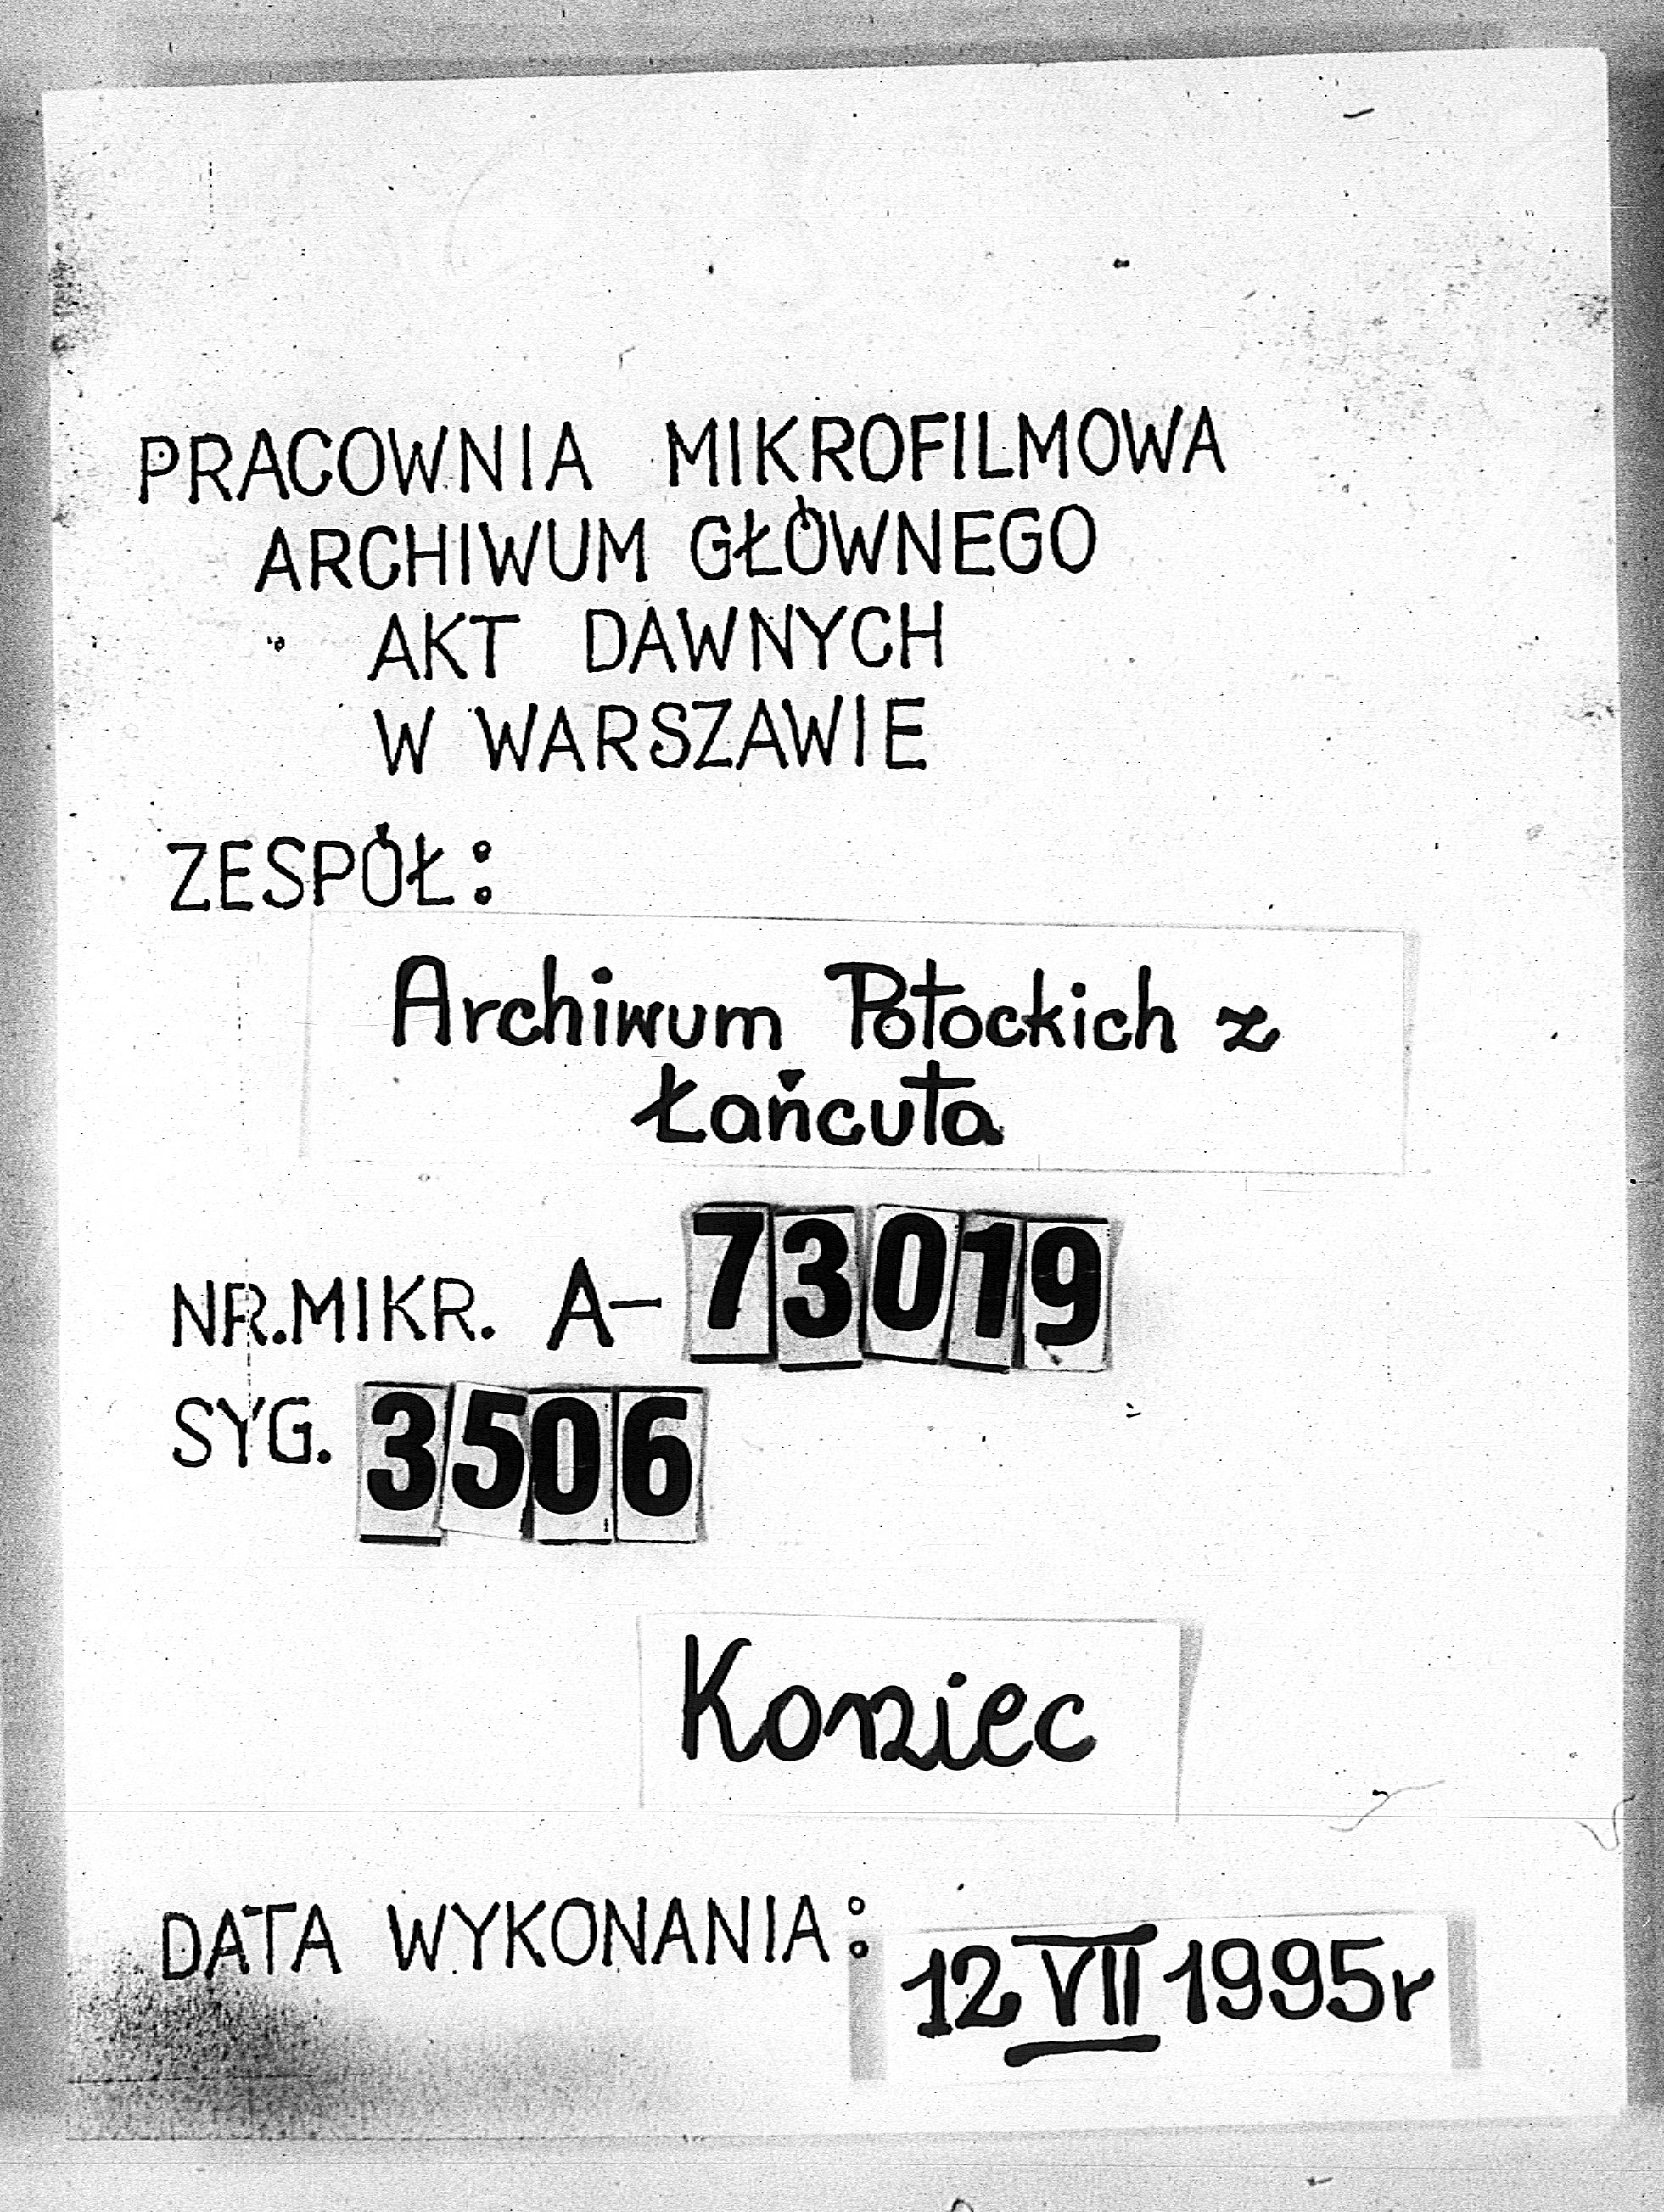 PRACOWNIA MIKROFILMOWA
ARCHIWUM GŁÓWNEGO
AKT DAWNYCH
W WARSZAWIE
ZESPÓŁ:
Archiwum Potockich z
Łańcuta
NR.MIKR. A-73019
SYG. 3506
Koniec
DATA WYKONANIA: 12 VII 1995r